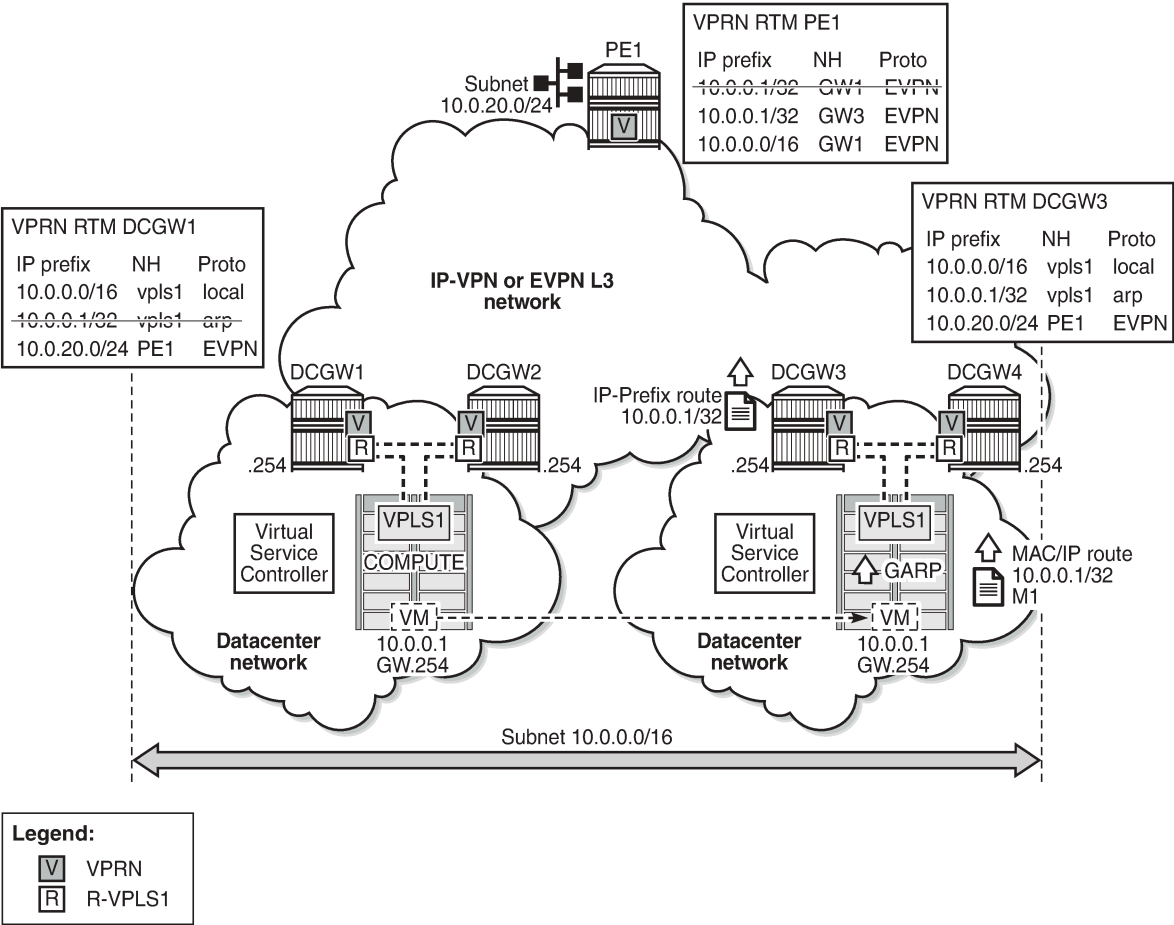 VPRN RTM PE1
IP prefix NH Proto
10.0.0.1/32 GW1 EVPN
10.0.0.1/32 GW3 EVPN
10.0.0.0/16 GW1 EVPN
PE1
Subnet
10.0.20.0/24
V
VPRN RTM DCGW1
IP prefix NH Proto
10.0.0.0/16 vpls1 local
10.0.0.1/32 vpls1 arp
10.0.20.0/24 PE1 EVPN
VPRN RTM DCGW3
IP prefix NH Proto
10.0.0.0/16 vpls1 local
10.0.0.1/32 vpls1 arp
10.0.20.0/24 PE1 EVPN
IP-VPN or EVPN L3
network
DCGW1
DCGW2
DCGW3
DCGW4
IP-Prefix route
10.0.0.1/32
V
R
V
R
V
R
V
R
.254
.254
.254
.254
Virtual
Service
Controller
VPLS1
COMPUTE
VM
10.0.0.1
GW.254
Datacenter
network
Virtual
Service
Controller
VPLS1
GARP
VM
10.0.0.1
GW.254
Datacenter
network
MAC/IP route
10.0.0.1/32
M1
Subnet 10.0.0.0/16
Legend:
V VPRN
R R-VPLS1